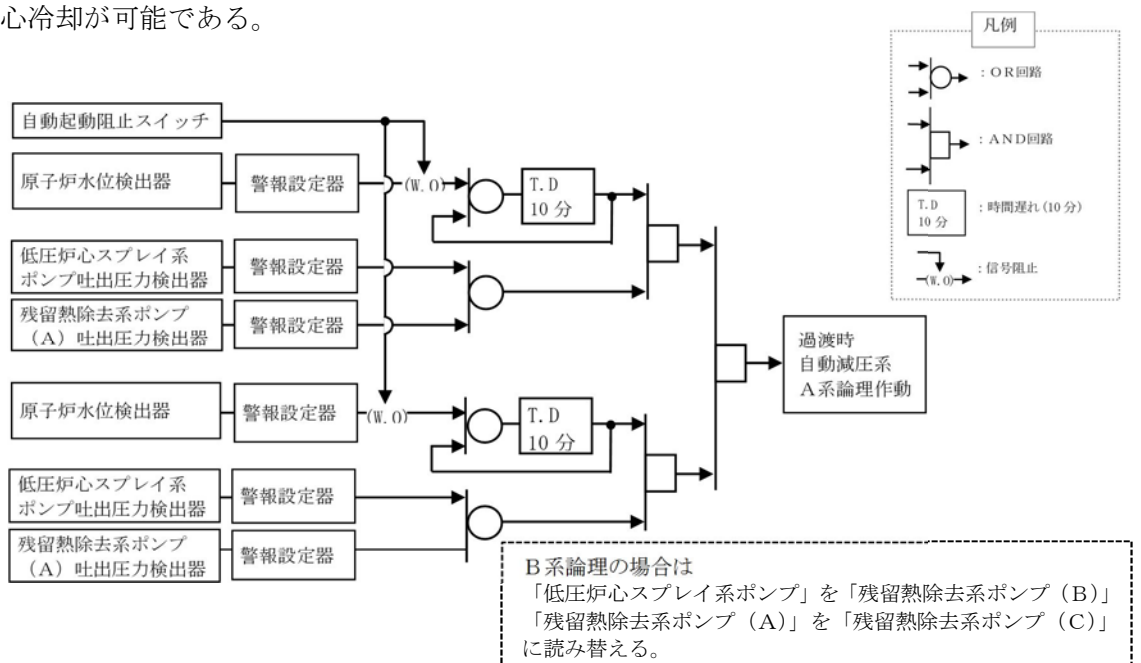 心冷却が可能である。
凡例
：OR回路
：AND回路
T.D
10 分
：時間遅れ(10 分)
(W.O)
：信号阻止
自動起動阻止スイッチ
原子炉水位検出器
警報設定器
(W.O)
T.D
10 分
低圧炉心スプレイ系
ポンプ吐出圧力検出器
警報設定器
残留熱除去系ポンプ
（A）吐出圧力検出器
警報設定器
過渡時
自動減圧系
A系論理作動
原子炉水位検出器
警報設定器
(W.O)
T.D
10 分
低圧炉心スプレイ系
ポンプ吐出圧力検出器
警報設定器
残留熱除去系ポンプ
（A）吐出圧力検出器
警報設定器
B系論理の場合は
「低圧炉心スプレイ系ポンプ」を「残留熱除去系ポンプ（B）」
「残留熱除去系ポンプ（A）」を「残留熱除去系ポンプ（C）」
に読み替える。